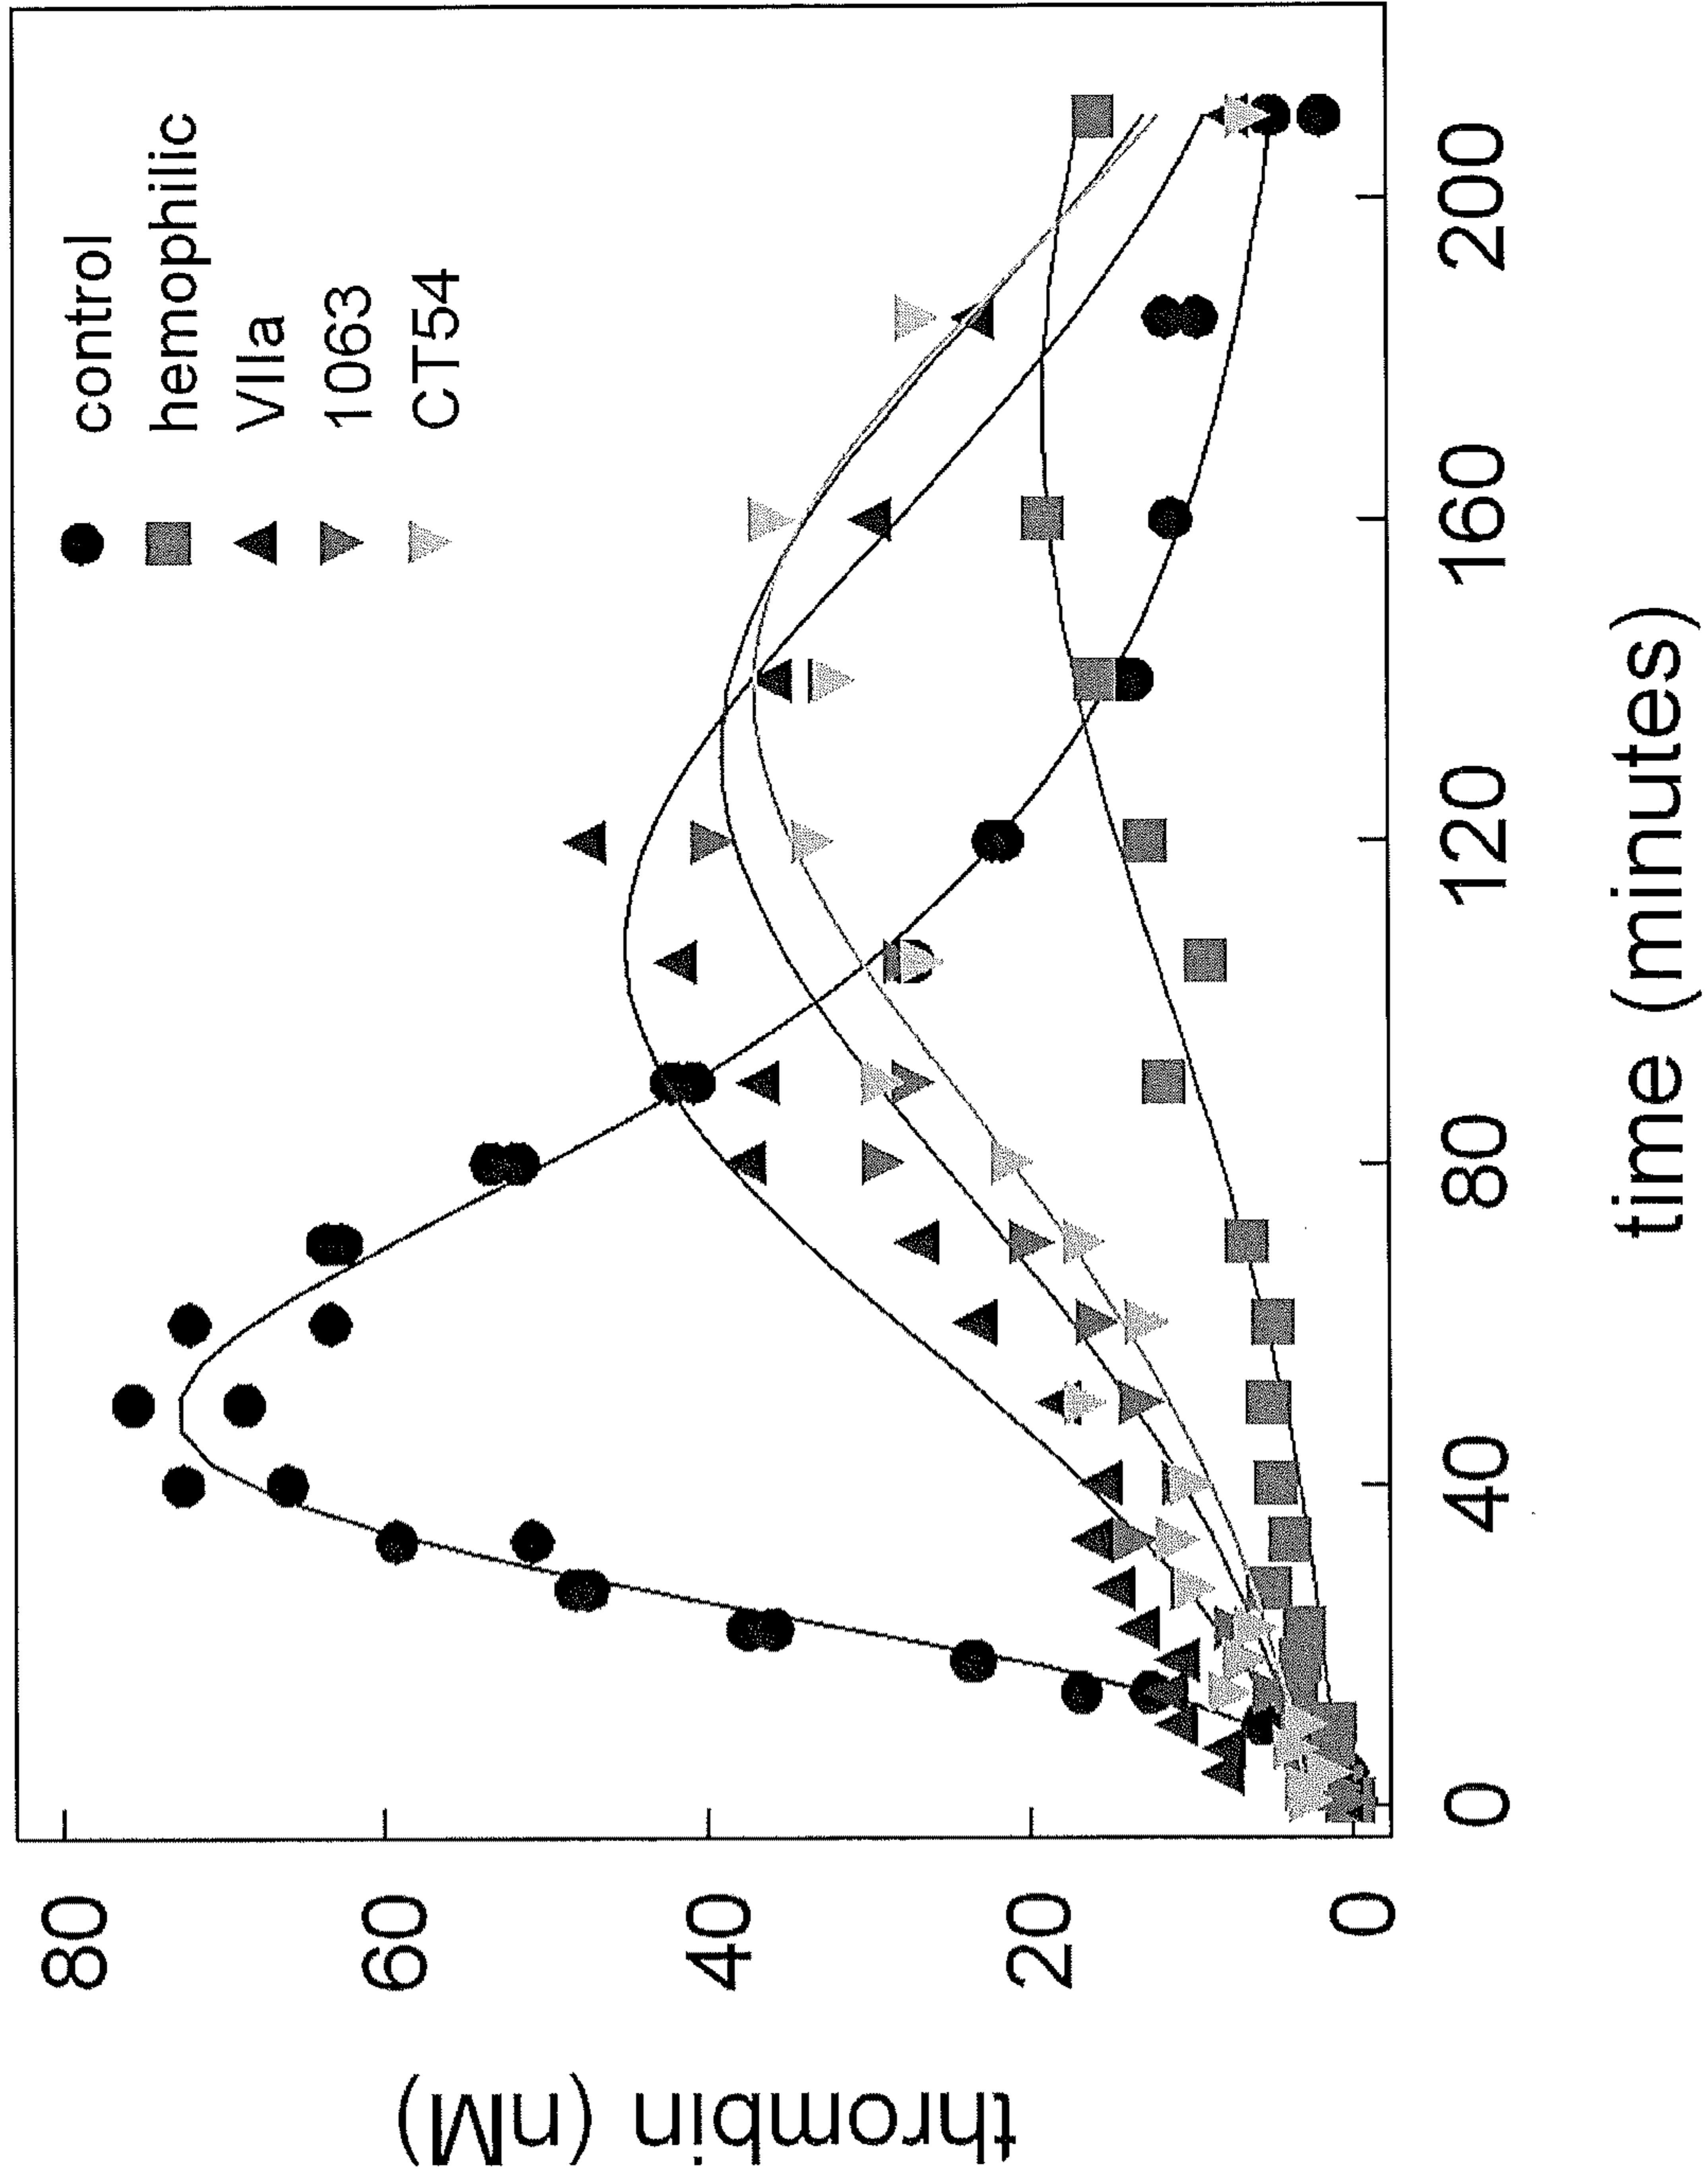 control
hemophilic
VIIa
1063
CT54
80
60
40
20
0
thrombin (nM)
0
40
80
120
160
200
time (minutes)